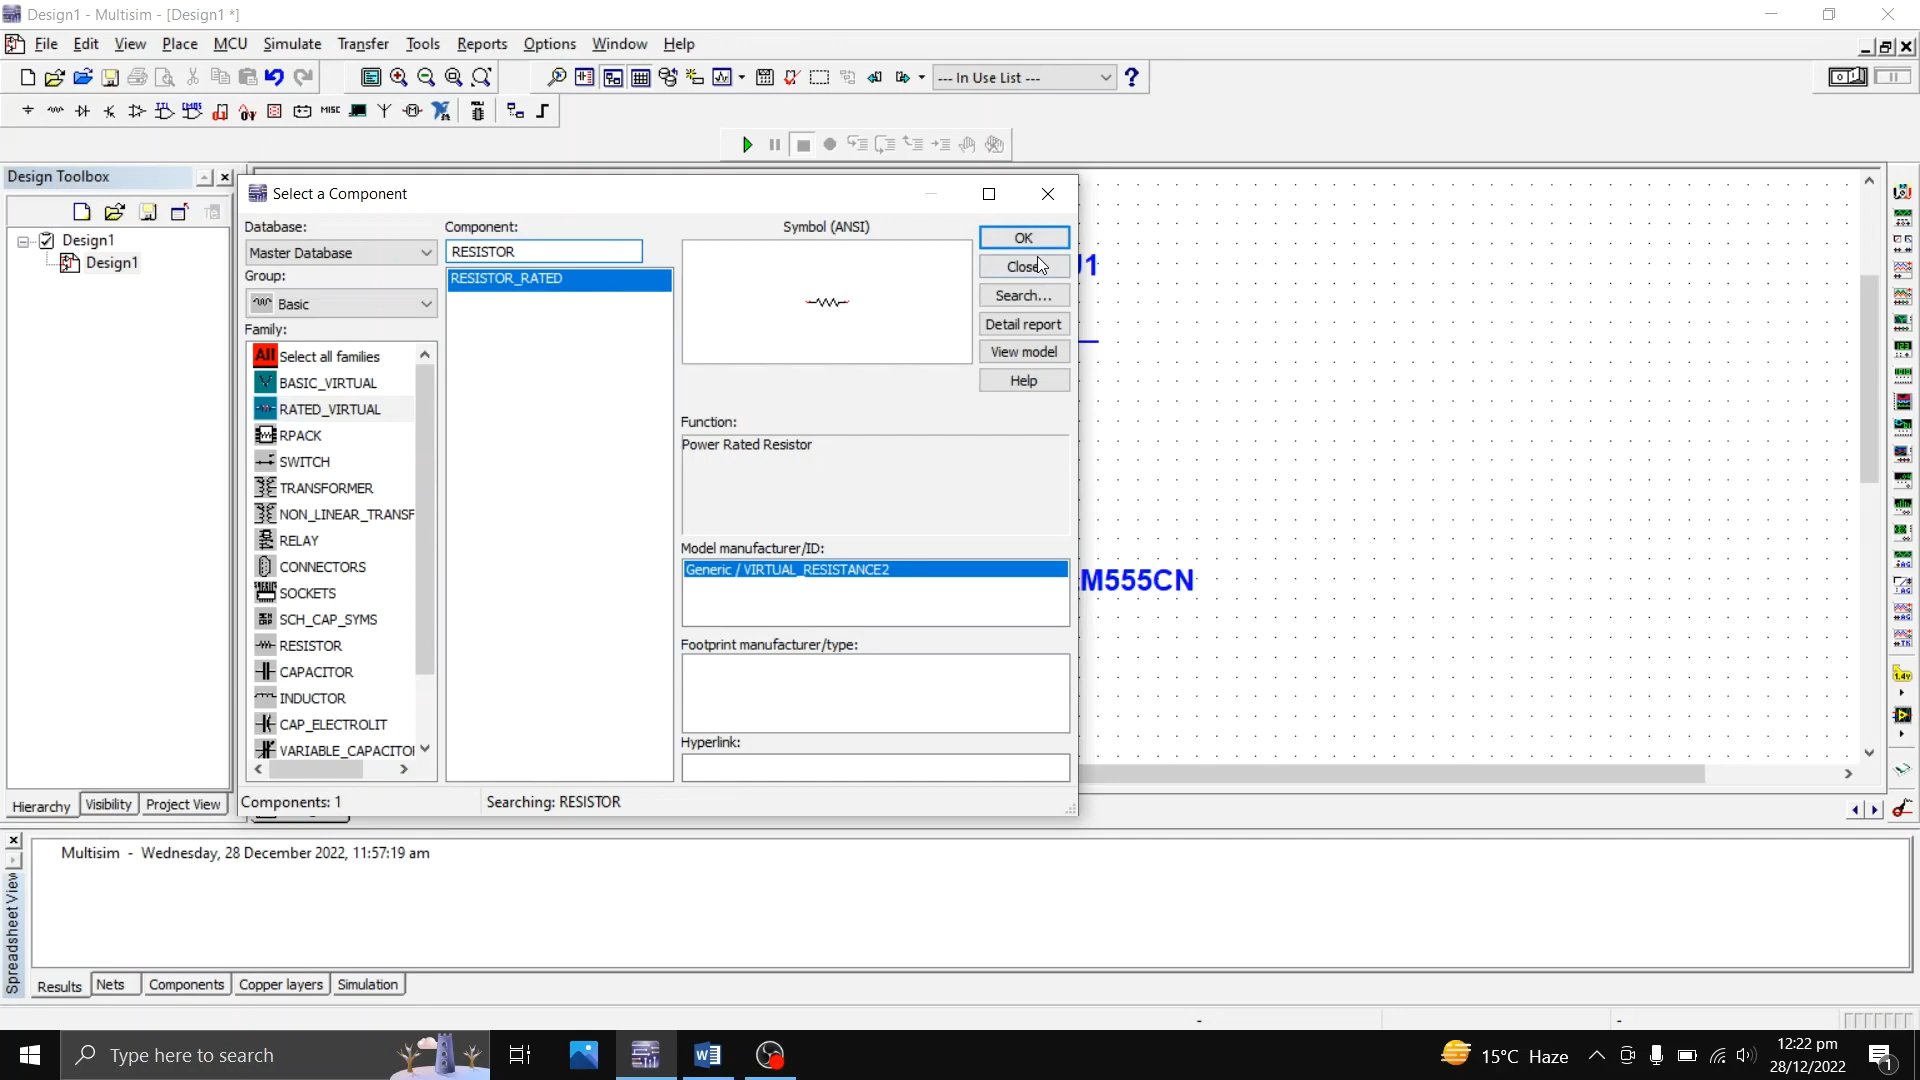 Design1 - Multisim - [Design1 *]
File Edit View Place MCU Simulate Transfer Tools Reports Options Window Help
--- In Use List ---
MISC
Design Toolbox
Design1
Design1
Hierarchy Visibility Project View
Select a Component
Database:
Master Database
Group:
Basic
Family:
All Select all families
BASIC_VIRTUAL
RATED_VIRTUAL
RPACK
SWITCH
TRANSFORMER
NON_LINEAR_TRANSF
RELAY
CONNECTORS
SOCKETS
SCH_CAP_SYMS
RESISTOR
CAPACITOR
INDUCTOR
CAP_ELECTROLIT
VARIABLE_CAPACITO
Component:
RESISTOR
RESISTOR_RATED
Symbol (ANSI)
OK
Close
Search...
Detail report
View model
Help
Function:
Power Rated Resistor
Model manufacturer/ID:
Generic / VIRTUAL_RESISTANCE2
Footprint manufacturer/type:
Hyperlink:
Components: 1 Searching: RESISTOR
M555CN
Multisim - Wednesday, 28 December 2022, 11:57:19 am
Spreadsheet View
Results Nets Components Copper layers Simulation
- -
Type here to search
15°C Haze
12:22 pm
28/12/2022
1